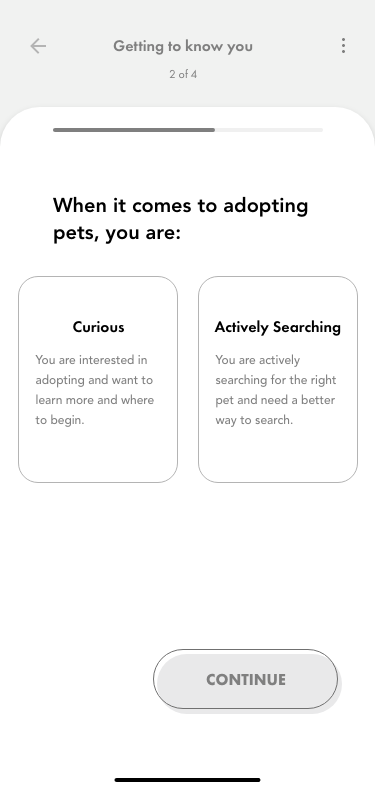 Getting to know you
2 of 4
When it comes to adopting
pets, you are:
Curious
You are interested in
adopting and want to
learn more and where
to begin.
Actively Searching
You are actively
searching for the right
pet and need a better
way to search.
CONTINUE